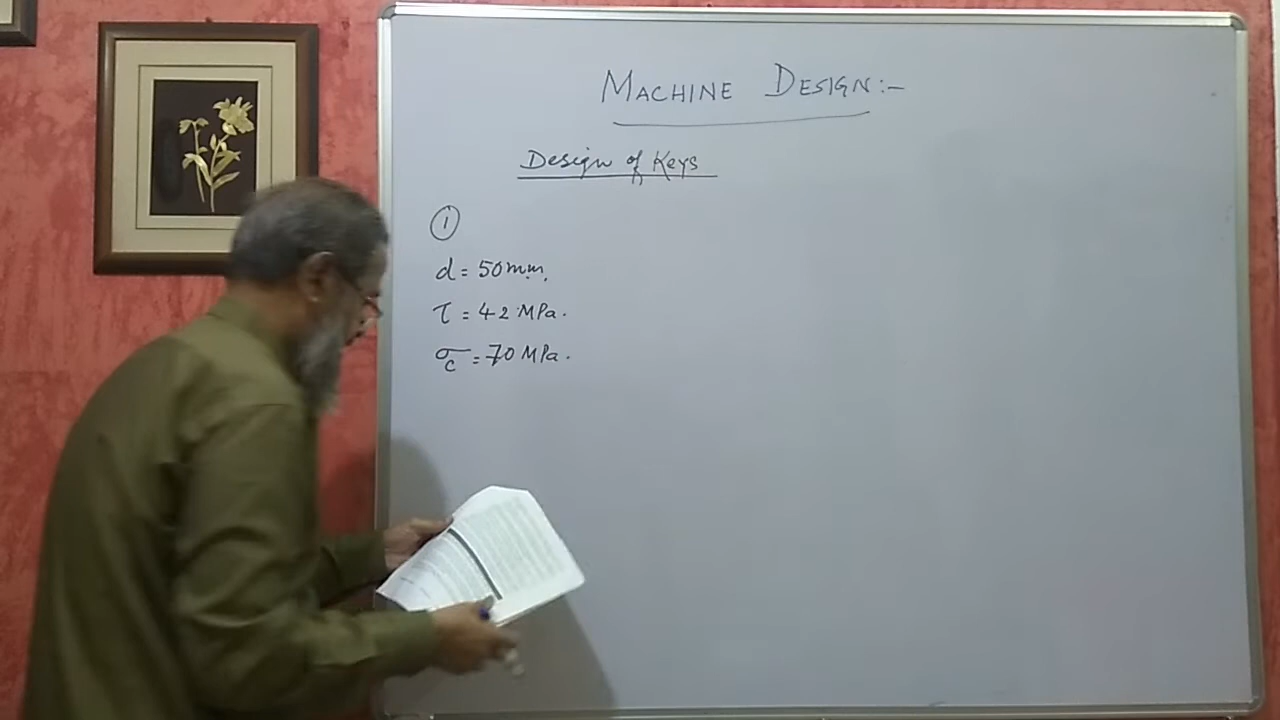 MACHINE DESIGN:-
Design of Keys
①
d = 50mm.
τ = 42 MPa.
σc = 70 MPa.